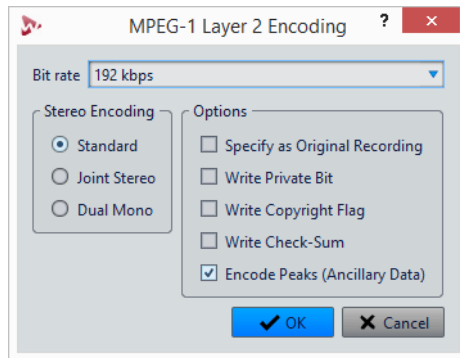 MPEG-1 Layer 2 Encoding ?
Bit rate 192 kbps
Stereo Encoding
Standard
Joint Stereo
Dual Mono
Options
Specify as Original Recording
Write Private Bit
Write Copyright Flag
Write Check-Sum
Encode Peaks (Ancillary Data)
OK Cancel